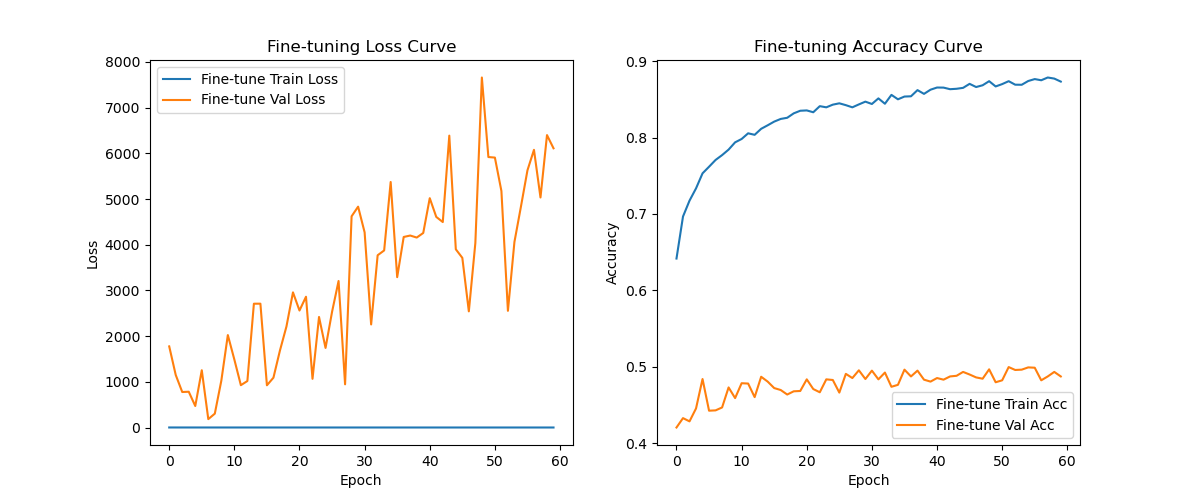 Fine-tuning Loss Curve
Fine-tune Train Loss
Fine-tune Val Loss
8000
7000
6000
5000
4000
3000
2000
1000
0
Loss
0 10 20 30 40 50 60
Epoch
Fine-tuning Accuracy Curve
0.9
0.8
0.7
0.6
0.5
0.4
Accuracy
Fine-tune Train Acc
Fine-tune Val Acc
0 10 20 30 40 50 60
Epoch